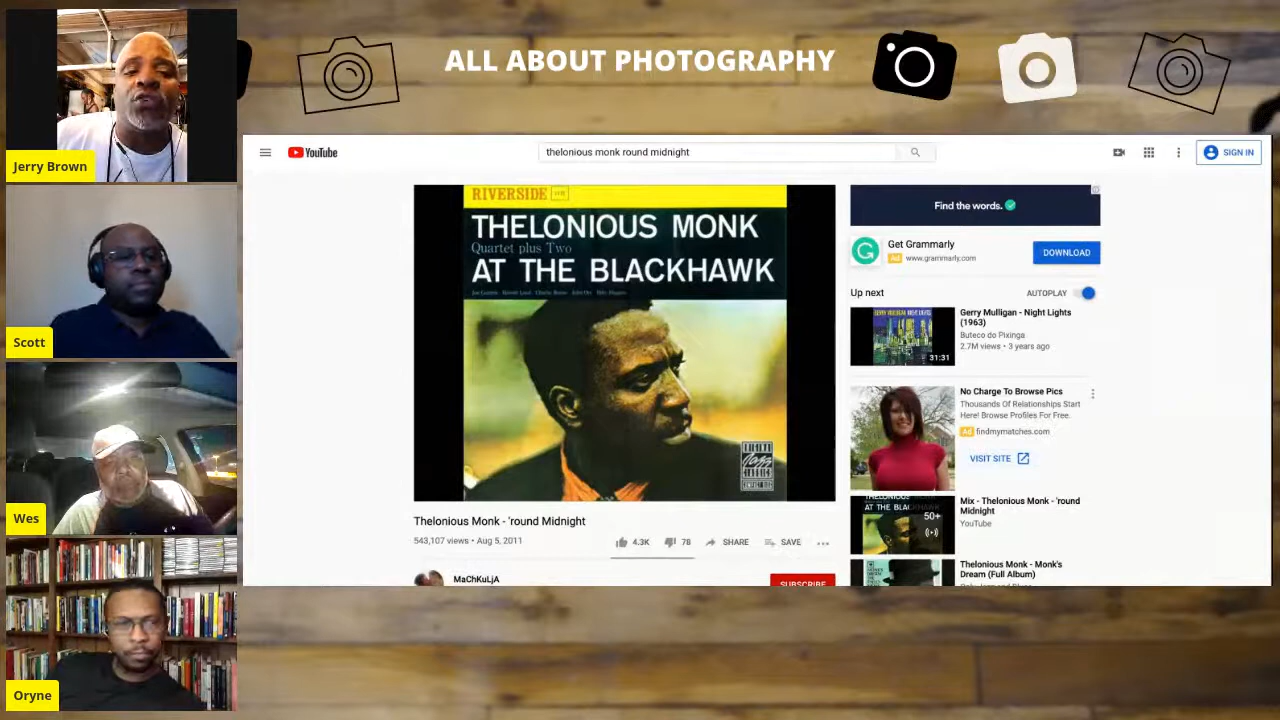 ALL ABOUT PHOTOGRAPHY
Jerry Brown
Scott
Wes
Oryne
YouTube
thelonious monk round midnight
SIGN IN
RIVERSIDE
THELONIOUS MONK
Quartet plus Two
AT THE BLACKHAWK
Thelonious Monk - 'round Midnight
543,107 views • Aug 5, 2011
4.3K
78
SHARE
SAVE
MaChKuLjA
SUBSCRIBE
Find the words.
Get Grammarly
Ad www.grammarly.com
DOWNLOAD
Up next
AUTOPLAY
31:31
Gerry Mulligan - Night Lights
(1963)
Buteco do Pixinga
2.7M views • 3 years ago
No Charge To Browse Pics
Thousands Of Relationships Start
Here! Browse Profiles For Free.
Ad findmymatches.com
VISIT SITE
50+
Mix - Thelonious Monk - 'round
Midnight
YouTube
Thelonious Monk - Monk's
Dream (Full Album)